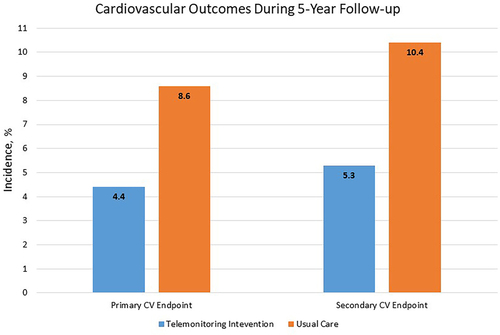 Cardiovascular Outcomes During 5-Year Follow-up
Incidence, %
11
10
9
8
7
6
5
4
3
2
1
0
4.4
8.6
5.3
10.4
Primary CV Endpoint
Secondary CV Endpoint
Telemonitoring Intevention
Usual Care